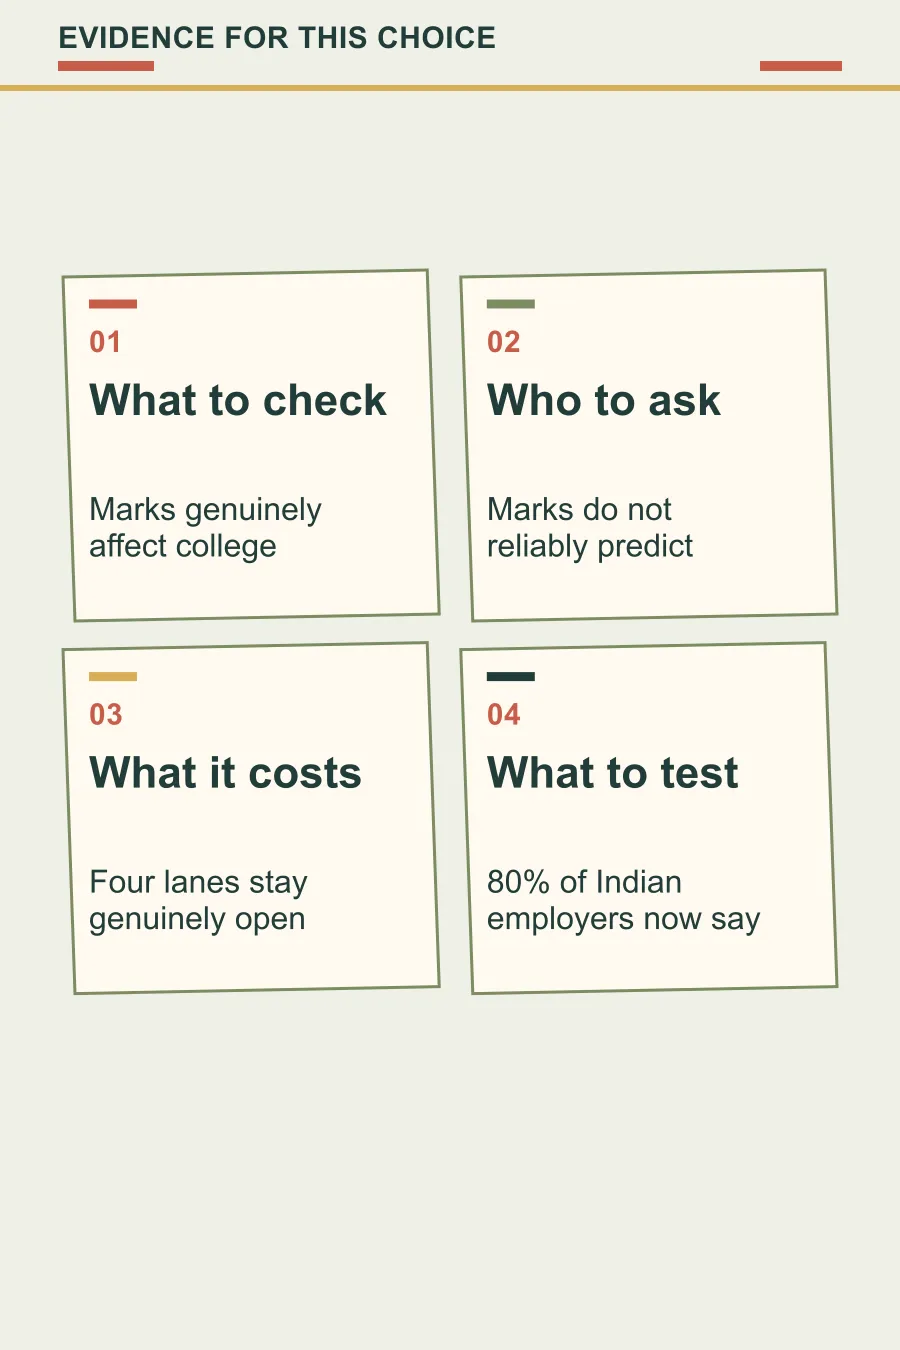 EVIDENCE FOR THIS CHOICE
01
What to check
Marks genuinely
affect college
02
Who to ask
Marks do not
reliably predict
03
What it costs
Four lanes stay
genuinely open
04
What to test
80% of Indian
employers now say